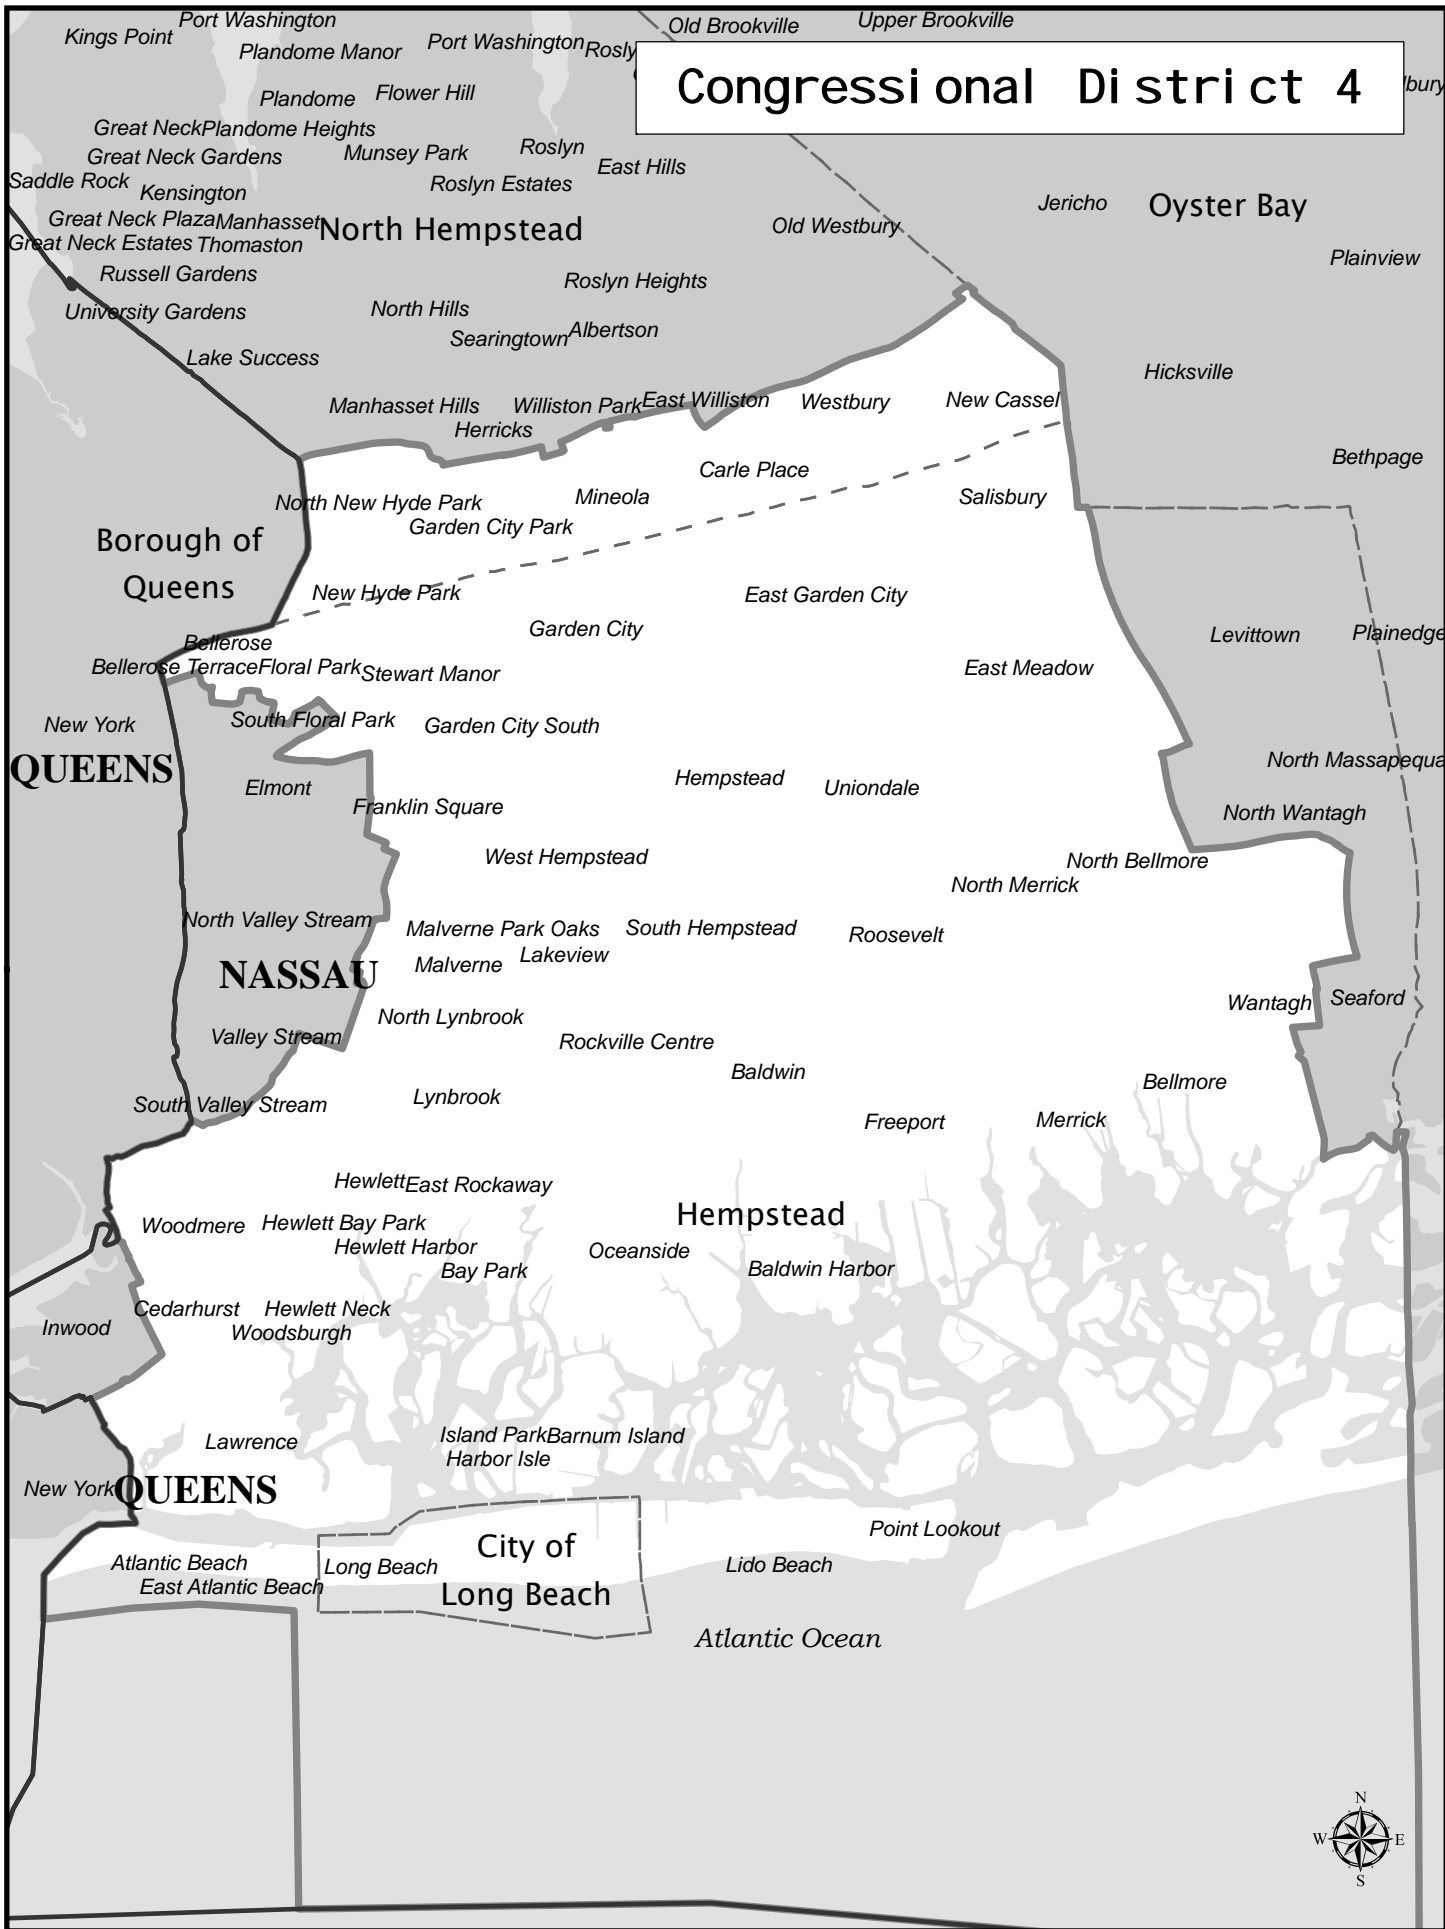 Port Washington
Kings Point
Plandome Manor
Port Washington
Rosly
Old Brookville
Upper Brookville
Congressional District 4
lbury
Plandome
Flower Hill
Great Neck
Plandome Heights
Great Neck Gardens
Munsey Park
Roslyn
East Hills
Saddle Rock
Kensington
Roslyn Estates
Jericho
Oyster Bay
Great Neck Plaza
Manhasset
North Hempstead
Old Westbury
Great Neck Estates
Thomaston
Plainview
Russell Gardens
Roslyn Heights
University Gardens
North Hills
Searingtown
Albertson
Lake Success
Hicksville
Manhasset Hills
Williston Park
East Williston
Westbury
New Cassel
Herricks
Bethpage
Carle Place
North New Hyde Park
Mineola
Salisbury
Garden City Park
Borough of
Queens
New Hyde Park
East Garden City
Garden City
Levittown
Plainedge
Bellerose
Bellerose Terrace
Floral Park
Stewart Manor
East Meadow
New York
South Floral Park
Garden City South
QUEENS
North Massapequa
Elmont
Hempstead
Uniondale
Franklin Square
North Wantagh
West Hempstead
North Bellmore
North Merrick
North Valley Stream
Malverne Park Oaks
South Hempstead
Roosevelt
Lakeview
NASSAU
Malverne
Wantagh
Seaford
North Lynbrook
Valley Stream
Rockville Centre
Baldwin
Bellmore
South Valley Stream
Lynbrook
Freeport
Merrick
Hewlett
East Rockaway
Woodmere
Hewlett Bay Park
Hempstead
Hewlett Harbor
Oceanside
Bay Park
Baldwin Harbor
Cedarhurst
Hewlett Neck
Inwood
Woodsburgh
Lawrence
Island Park
Barnum Island
Harbor Isle
New York
QUEENS
Point Lookout
City of
Long Beach
Atlantic Beach
Long Beach
Lido Beach
East Atlantic Beach
Atlantic Ocean
N
W
E
S